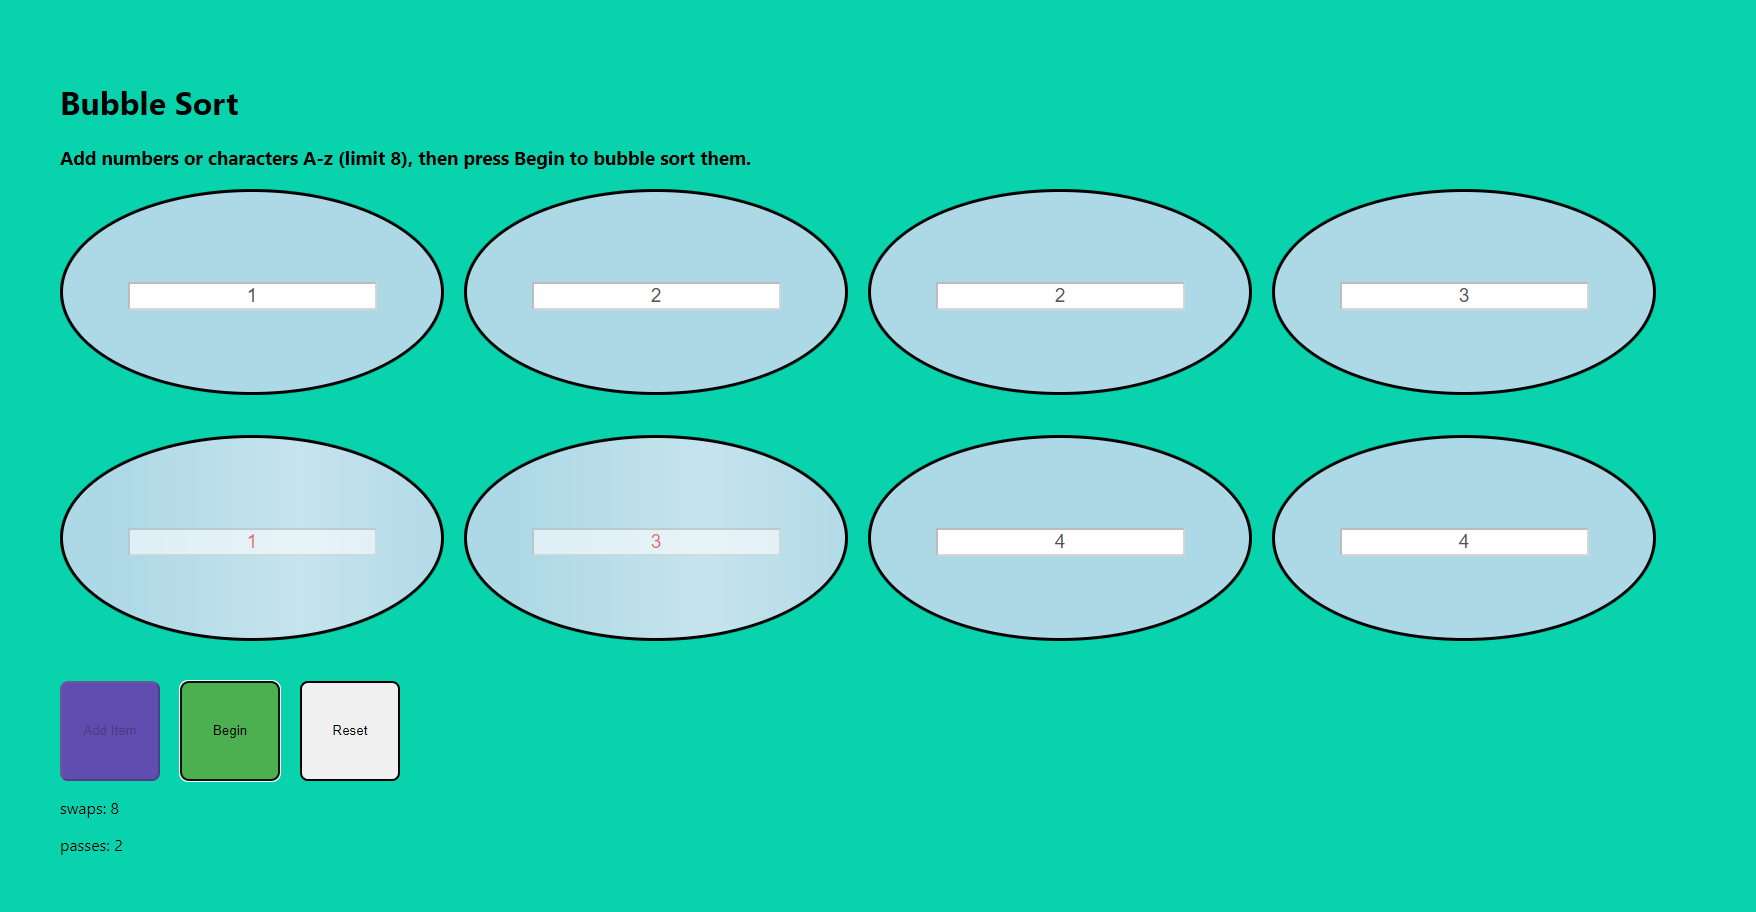 Bubble Sort
Add numbers or characters A-z (limit 8), then press Begin to bubble sort them.
1 2 2 3
1 3 4 4
Add Item Begin Reset
swaps: 8
passes: 2